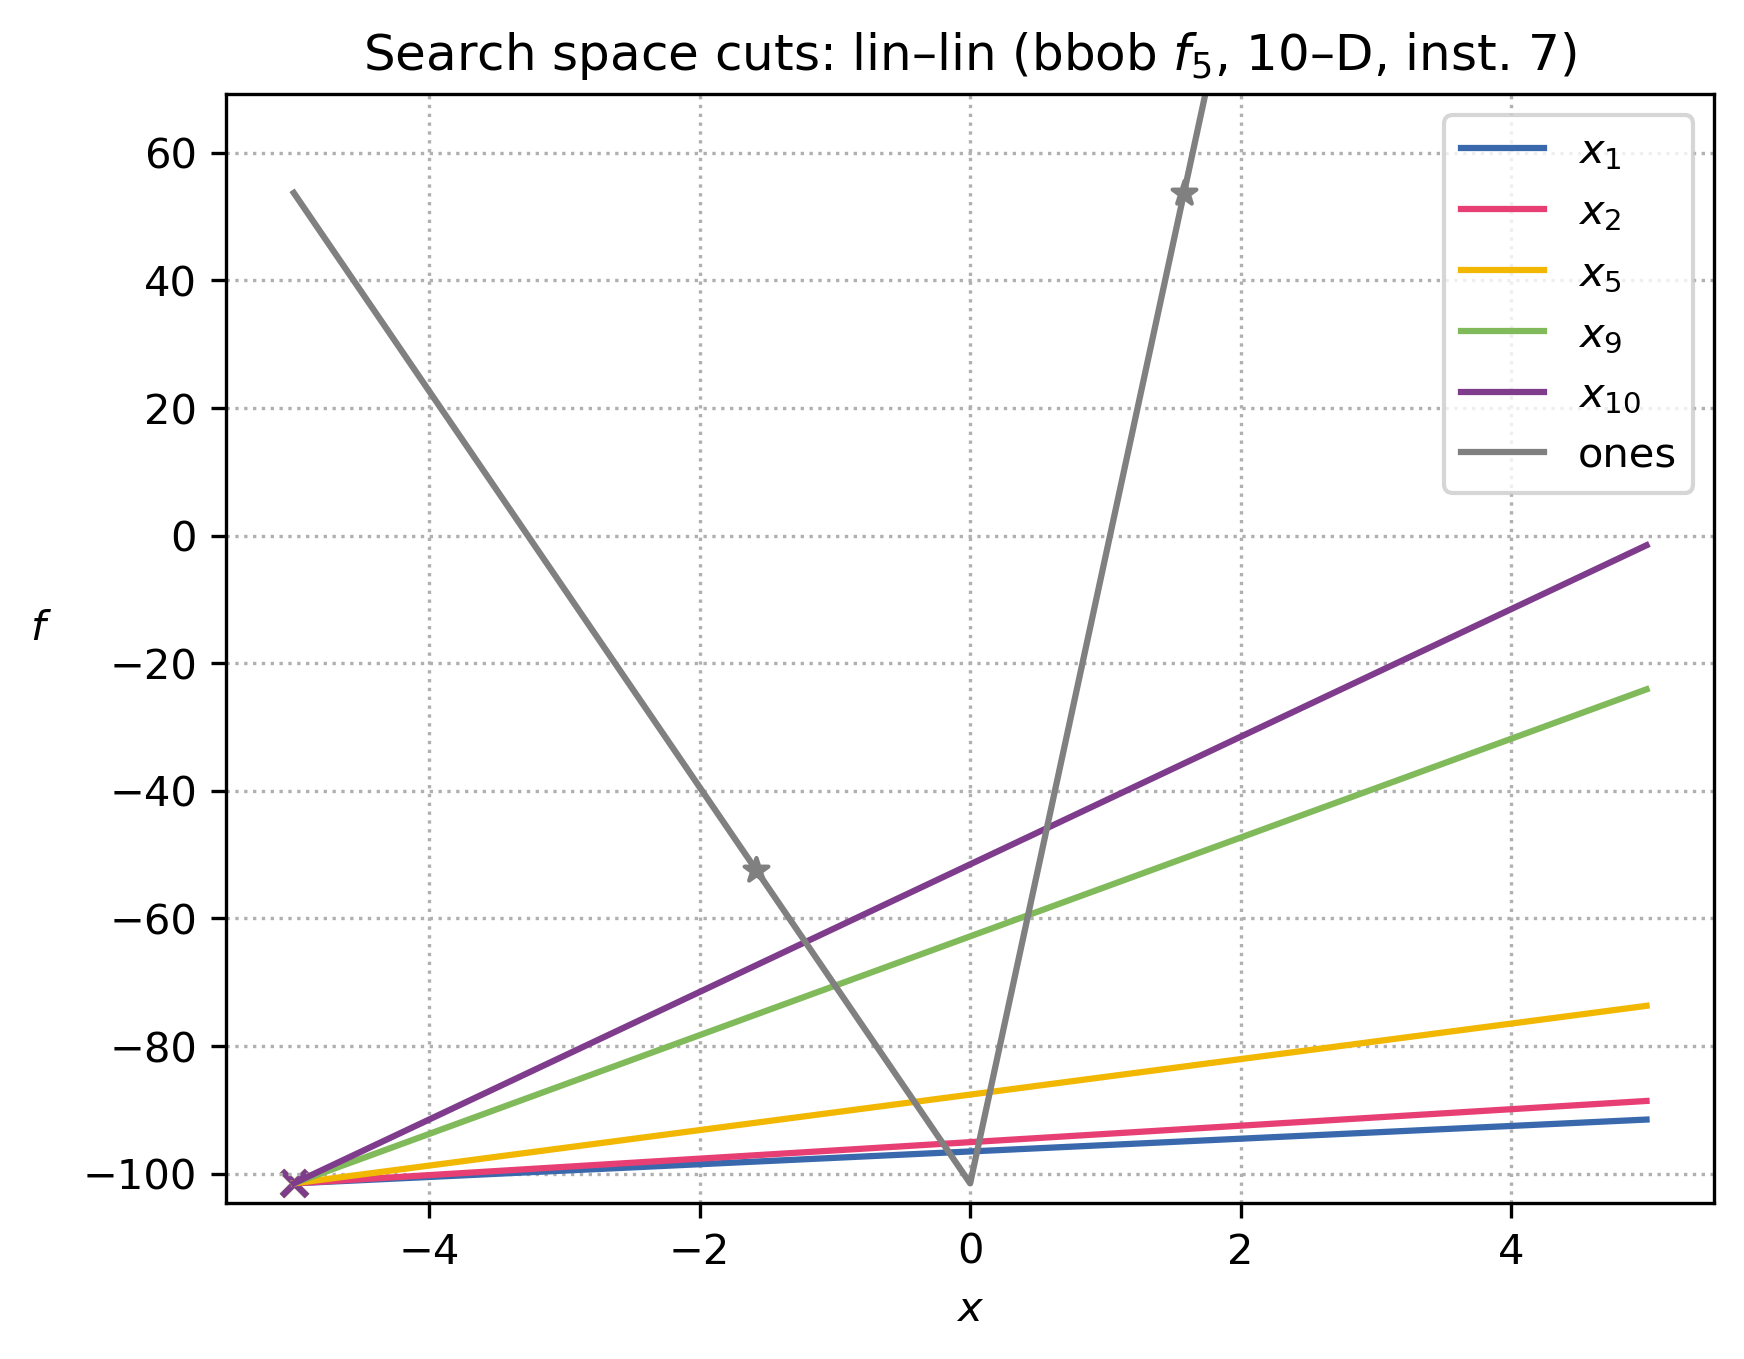 Search space cuts: lin–lin (bbob f₅, 10–D, inst. 7)
60
40
20
0
−20
−40
−60
−80
−100
f
−4
−2
0
2
4
x
x₁
x₂
x₅
x₉
x₁₀
ones